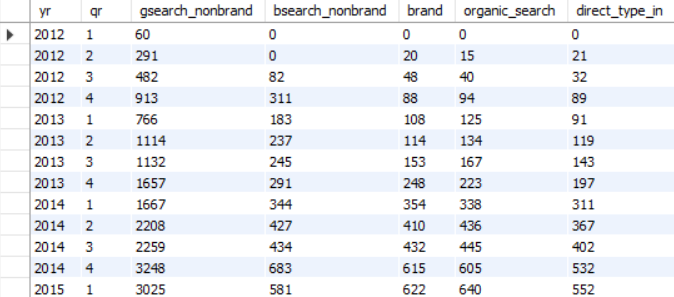 yr qr gsearch_nonbrand bsearch_nonbrand brand organic_search direct_type_in
2012 1 60 0 0 0 0
2012 2 291 0 20 15 21
2012 3 482 82 48 40 32
2012 4 913 311 88 94 89
2013 1 766 183 108 125 91
2013 2 1114 237 114 134 119
2013 3 1132 245 153 167 143
2013 4 1657 291 248 223 197
2014 1 1667 344 354 338 311
2014 2 2208 427 410 436 367
2014 3 2259 434 432 445 402
2014 4 3248 683 615 605 532
2015 1 3025 581 622 640 552